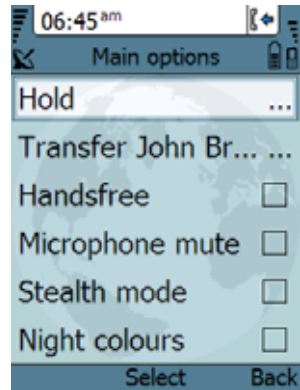 06:45am
Main options
Hold ...
Transfer John Br... ...
Handsfree
Microphone mute
Stealth mode
Night colours
Select Back